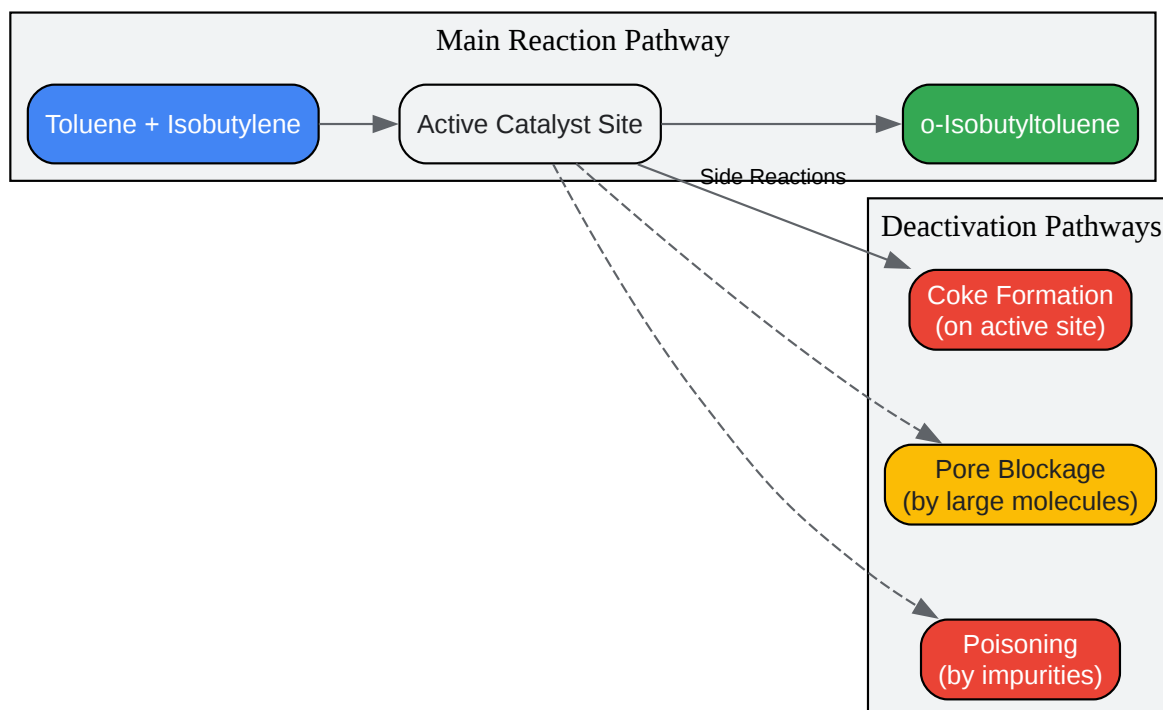 Main Reaction Pathway
Toluene + Isobutylene
Active Catalyst Site
o-Isobutyltoluene
Side Reactions
Deactivation Pathways
Coke Formation
(on active site)
Pore Blockage
(by large molecules)
Poisoning
(by impurities)